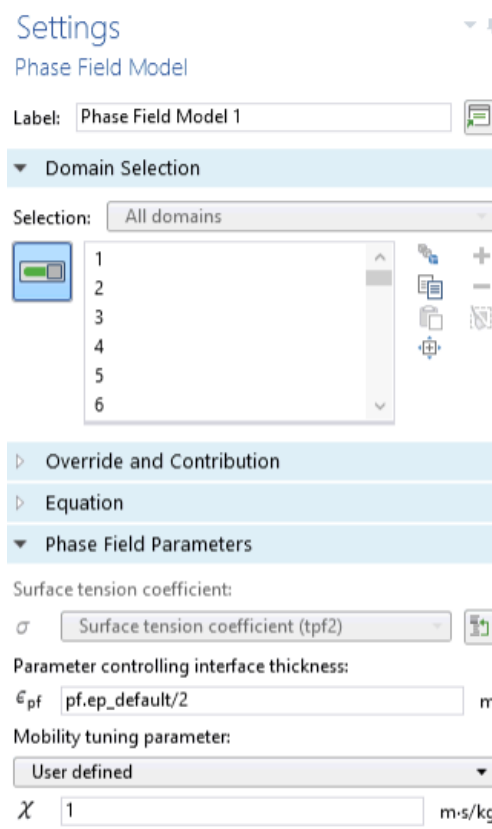 Settings
Phase Field Model
Label: Phase Field Model 1
Domain Selection
Selection: All domains
1
2
3
4
5
6
Override and Contribution
Equation
Phase Field Parameters
Surface tension coefficient:
σ Surface tension coefficient (tpf2)
Parameter controlling interface thickness:
ϵpf pf.ep_default/2 m
Mobility tuning parameter:
User defined
χ 1 m·s/kg